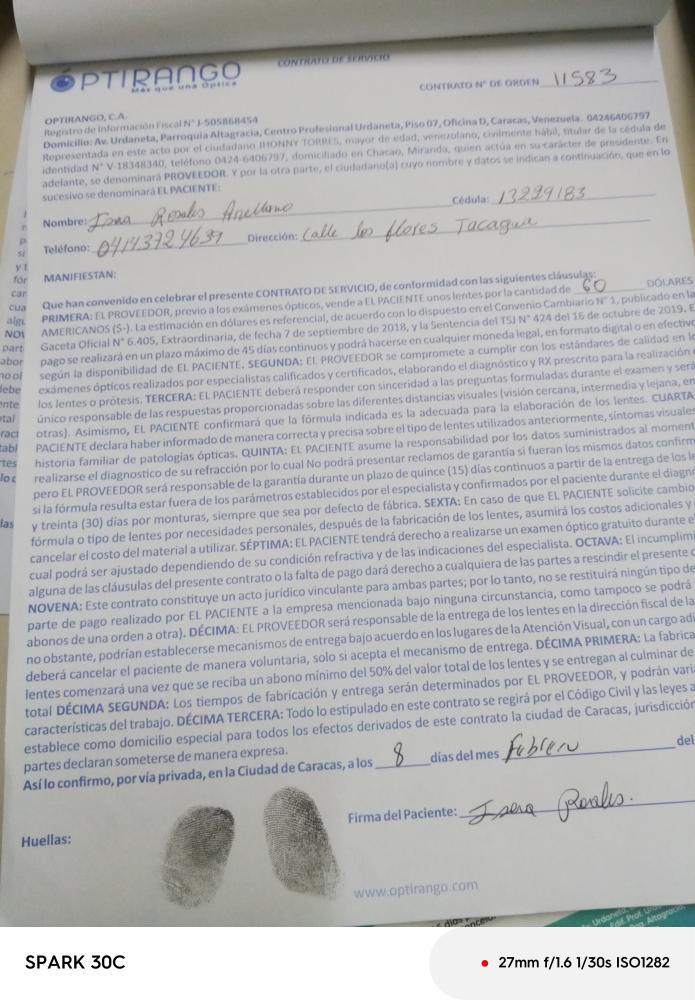 CONTRATO DE SERVICIO
OPTIRANGO
Más que una Óptica
CONTRATO N° DE ORDEN 11583
OPTIRANGO, C.A.
Registro de Información Fiscal N° J-505868454
Domicilio: Av. Urdaneta, Parroquia Altagracia, Centro Profesional Urdaneta, Piso 07, Oficina D, Caracas, Venezuela. 04246406797
Representada en este acto por el ciudadano JHONNY TORRES, mayor de edad, venezolano, civilmente hábil, titular de la cédula de
identidad N° V-18348340, teléfono 0424-6406797, domiciliado en Chacao, Miranda, quien actúa en su carácter de presidente. En
adelante, se denominará PROVEEDOR. Y por la otra parte, el ciudadano(a) cuyo nombre y datos se indican a continuación, que en lo
sucesivo se denominará EL PACIENTE:
Nombre: Isora Rosales Arellano Cédula: 13229183
Teléfono: 04143724639 Dirección: Calle los flores Tacagua
MANIFIESTAN:
Que han convenido en celebrar el presente CONTRATO DE SERVICIO, de conformidad con las siguientes cláusulas:
PRIMERA: EL PROVEEDOR, previo a los exámenes ópticos, vende a EL PACIENTE unos lentes por la cantidad de 60 DÓLARES
AMERICANOS ($-). La estimación en dólares es referencial, de acuerdo con lo dispuesto en el Convenio Cambiario N° 1, publicado en la
Gaceta Oficial N° 6.405, Extraordinaria, de fecha 7 de septiembre de 2018, y la Sentencia del TSJ N° 424 del 16 de octubre de 2019. E
pago se realizará en un plazo máximo de 45 días continuos y podrá hacerse en cualquier moneda legal, en formato digital o en efectivo
según la disponibilidad de EL PACIENTE. SEGUNDA: EL PROVEEDOR se compromete a cumplir con los estándares de calidad en lo
exámenes ópticos realizados por especialistas calificados y certificados, elaborando el diagnóstico y RX prescrito para la realización
los lentes o prótesis. TERCERA: EL PACIENTE deberá responder con sinceridad a las preguntas formuladas durante el examen y será
único responsable de las respuestas proporcionadas sobre las diferentes distancias visuales (visión cercana, intermedia y lejana, en
otras). Asimismo, EL PACIENTE confirmará que la fórmula indicada es la adecuada para la elaboración de los lentes. CUARTA
PACIENTE declara haber informado de manera correcta y precisa sobre el tipo de lentes utilizados anteriormente, síntomas visuales
historia familiar de patologías ópticas. QUINTA: EL PACIENTE asume la responsabilidad por los datos suministrados al moment
realizarse el diagnostico de su refracción por lo cual No podrá presentar reclamos de garantía si fueran los mismos datos confirm
pero EL PROVEEDOR será responsable de la garantía durante un plazo de quince (15) días continuos a partir de la entrega de los le
si la fórmula resulta estar fuera de los parámetros establecidos por el especialista y confirmados por el paciente durante el diagnó
y treinta (30) días por monturas, siempre que sea por defecto de fábrica. SEXTA: En caso de que EL PACIENTE solicite cambio
fórmula o tipo de lentes por necesidades personales, después de la fabricación de los lentes, asumirá los costos adicionales y
cancelar el costo del material a utilizar. SÉPTIMA: EL PACIENTE tendrá derecho a realizarse un examen óptico gratuito durante e
cual podrá ser ajustado dependiendo de su condición refractiva y de las indicaciones del especialista. OCTAVA: El incumplimi
alguna de las cláusulas del presente contrato o la falta de pago dará derecho a cualquiera de las partes a rescindir el presente c
NOVENA: Este contrato constituye un acto jurídico vinculante para ambas partes; por lo tanto, no se restituirá ningún tipo de
parte de pago realizado por EL PACIENTE a la empresa mencionada bajo ninguna circunstancia, como tampoco se podrá
abonos de una orden a otra). DÉCIMA: EL PROVEEDOR será responsable de la entrega de los lentes en la dirección fiscal de la
no obstante, podrían establecerse mecanismos de entrega bajo acuerdo en los lugares de la Atención Visual, con un cargo adi
deberá cancelar el paciente de manera voluntaria, solo si acepta el mecanismo de entrega. DÉCIMA PRIMERA: La fabrica
lentes comenzará una vez que se reciba un abono mínimo del 50% del valor total de los lentes y se entregan al culminar de
total DÉCIMA SEGUNDA: Los tiempos de fabricación y entrega serán determinados por EL PROVEEDOR, y podrán vari
características del trabajo. DÉCIMA TERCERA: Todo lo estipulado en este contrato se regirá por el Código Civil y las leyes a
establece como domicilio especial para todos los efectos derivados de este contrato la ciudad de Caracas, jurisdicción
partes declaran someterse de manera expresa.
Así lo confirmo, por vía privada, en la Ciudad de Caracas, a los 8 días del mes Febrero del
Huellas:
Firma del Paciente: Isora Rosales.
www.optirango.com
SPARK 30C
27mm f/1.6 1/30s ISO1282